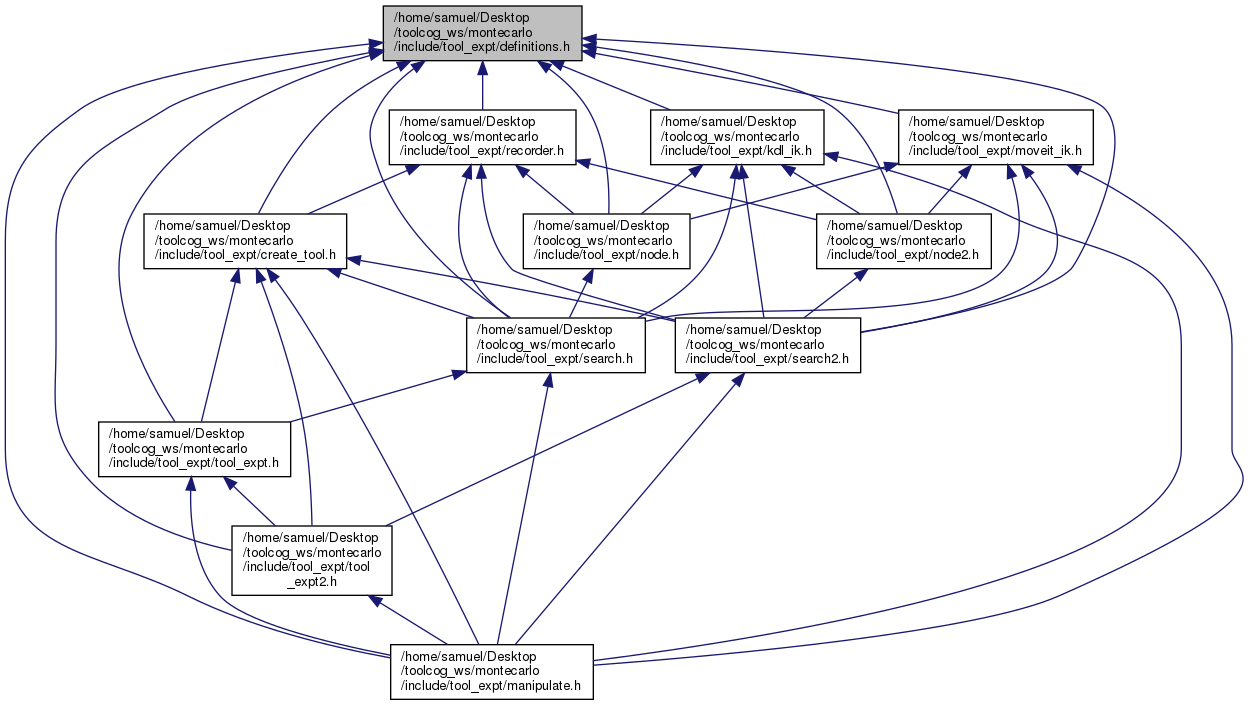 /home/samuel/Desktop
/toolcog_ws/montecarlo
/include/tool_expt/definitions.h
/home/samuel/Desktop
/toolcog_ws/montecarlo
/include/tool_expt/recorder.h
/home/samuel/Desktop
/toolcog_ws/montecarlo
/include/tool_expt/kdl_ik.h
/home/samuel/Desktop
/toolcog_ws/montecarlo
/include/tool_expt/moveit_ik.h
/home/samuel/Desktop
/toolcog_ws/montecarlo
/include/tool_expt/create_tool.h
/home/samuel/Desktop
/toolcog_ws/montecarlo
/include/tool_expt/node.h
/home/samuel/Desktop
/toolcog_ws/montecarlo
/include/tool_expt/node2.h
/home/samuel/Desktop
/toolcog_ws/montecarlo
/include/tool_expt/search.h
/home/samuel/Desktop
/toolcog_ws/montecarlo
/include/tool_expt/search2.h
/home/samuel/Desktop
/toolcog_ws/montecarlo
/include/tool_expt/tool_expt.h
/home/samuel/Desktop
/toolcog_ws/montecarlo
/include/tool_expt/tool
_expt2.h
/home/samuel/Desktop
/toolcog_ws/montecarlo
/include/tool_expt/manipulate.h